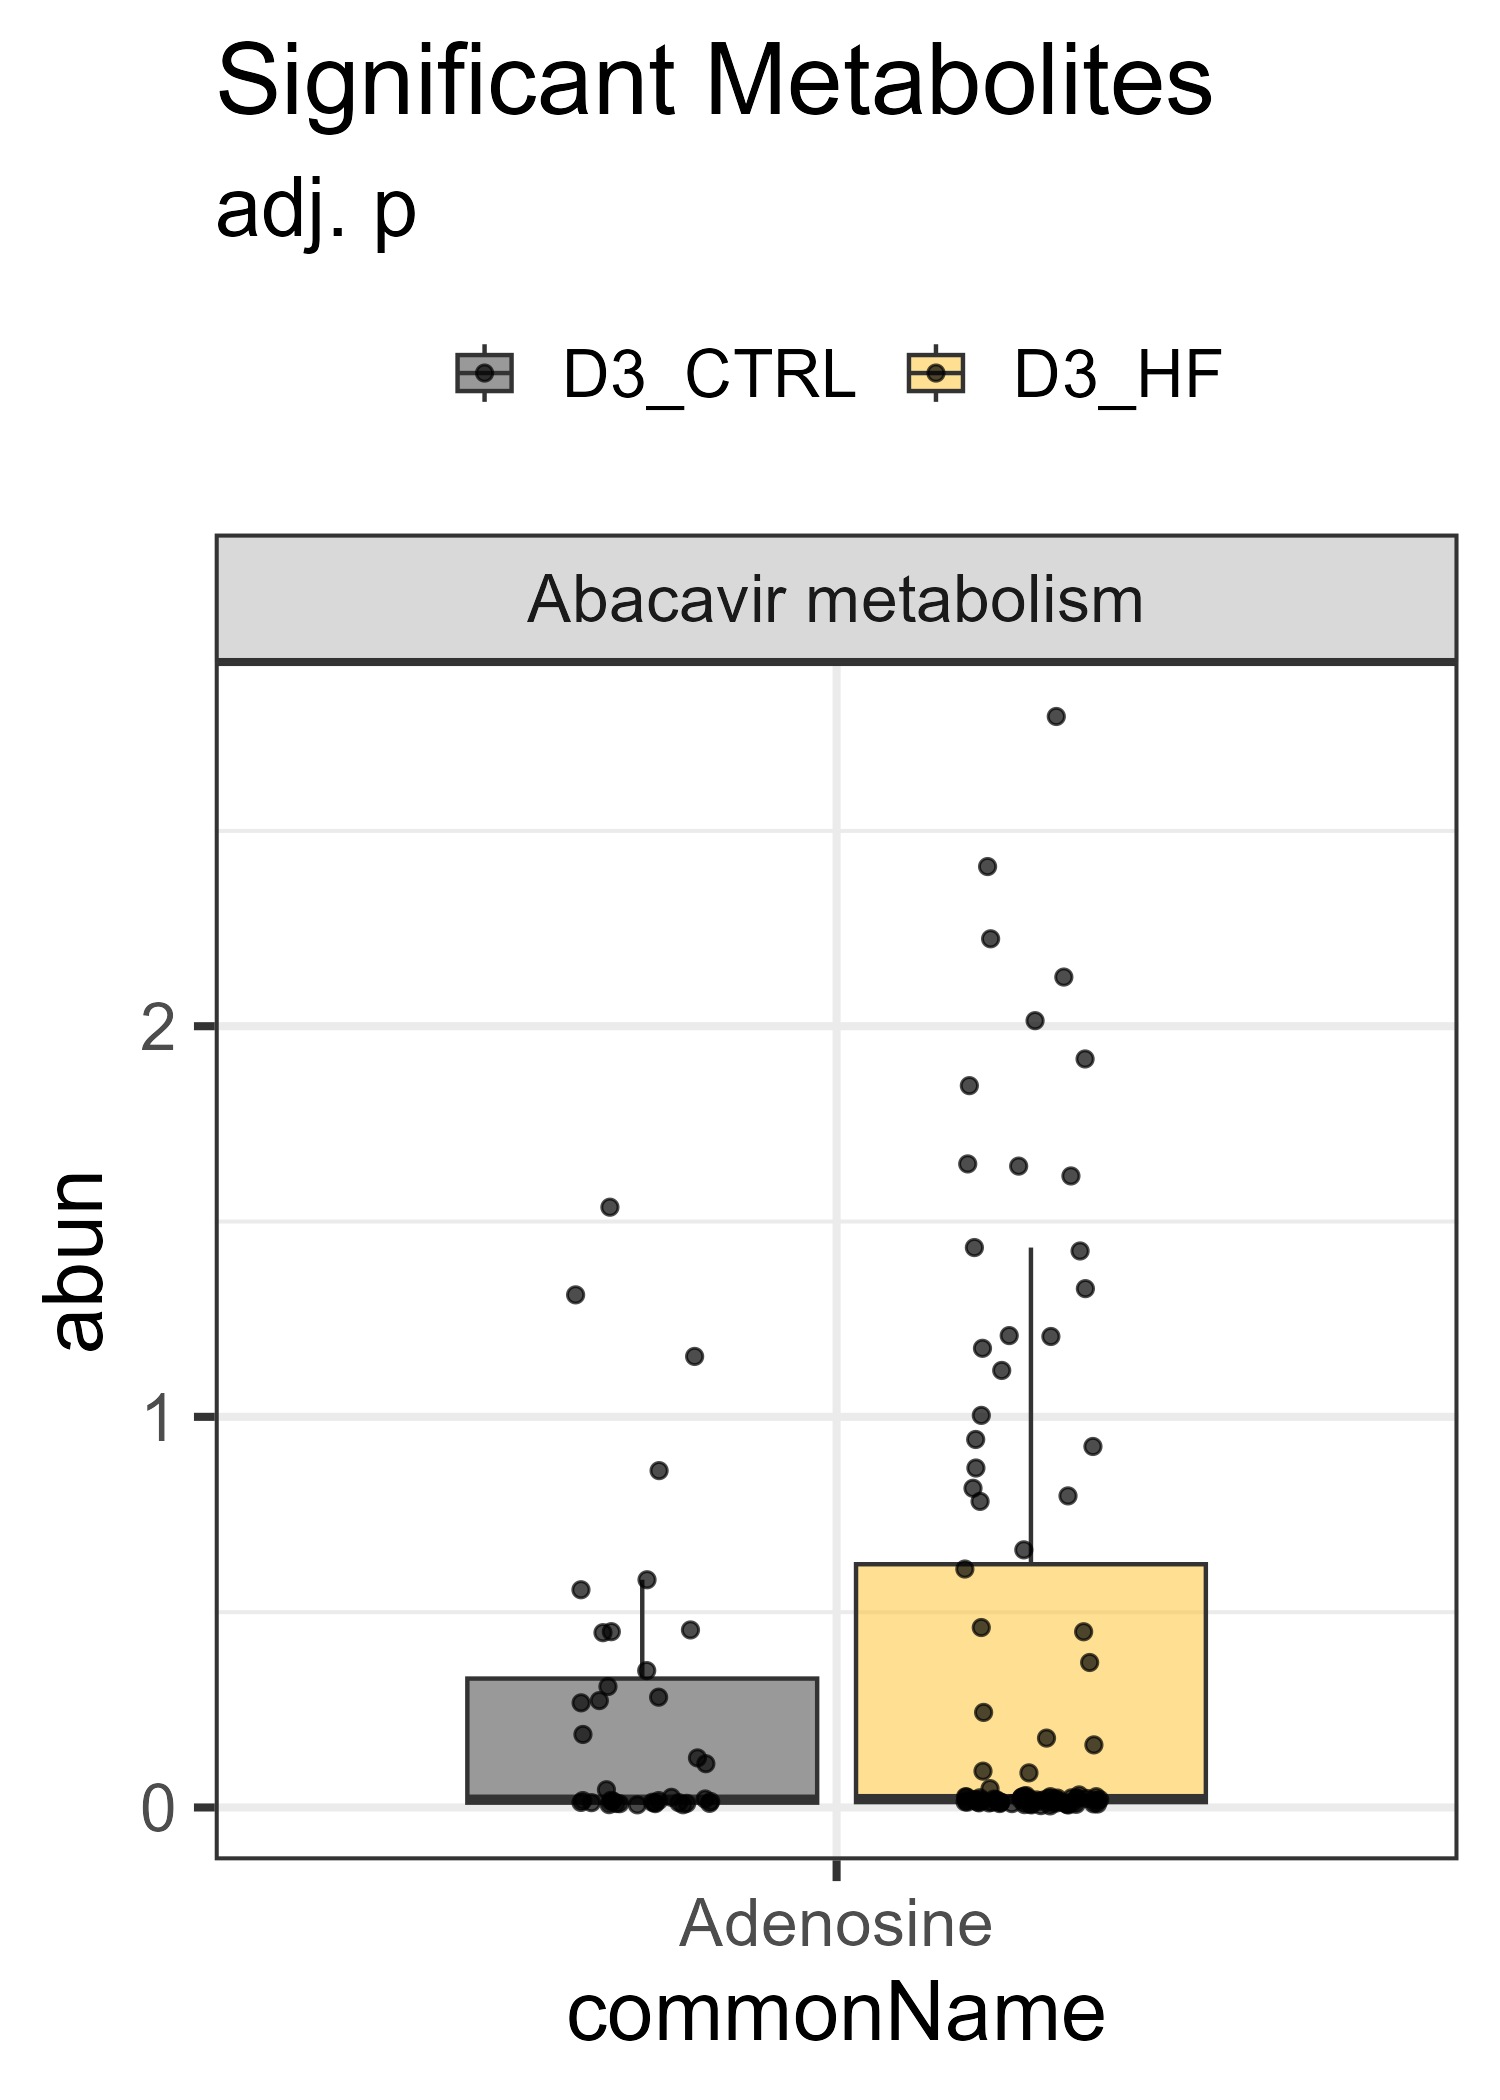 Significant Metabolites
adj. p
D3_CTRL D3_HF
Abacavir metabolism
2
1
0
abun
Adenosine
commonName